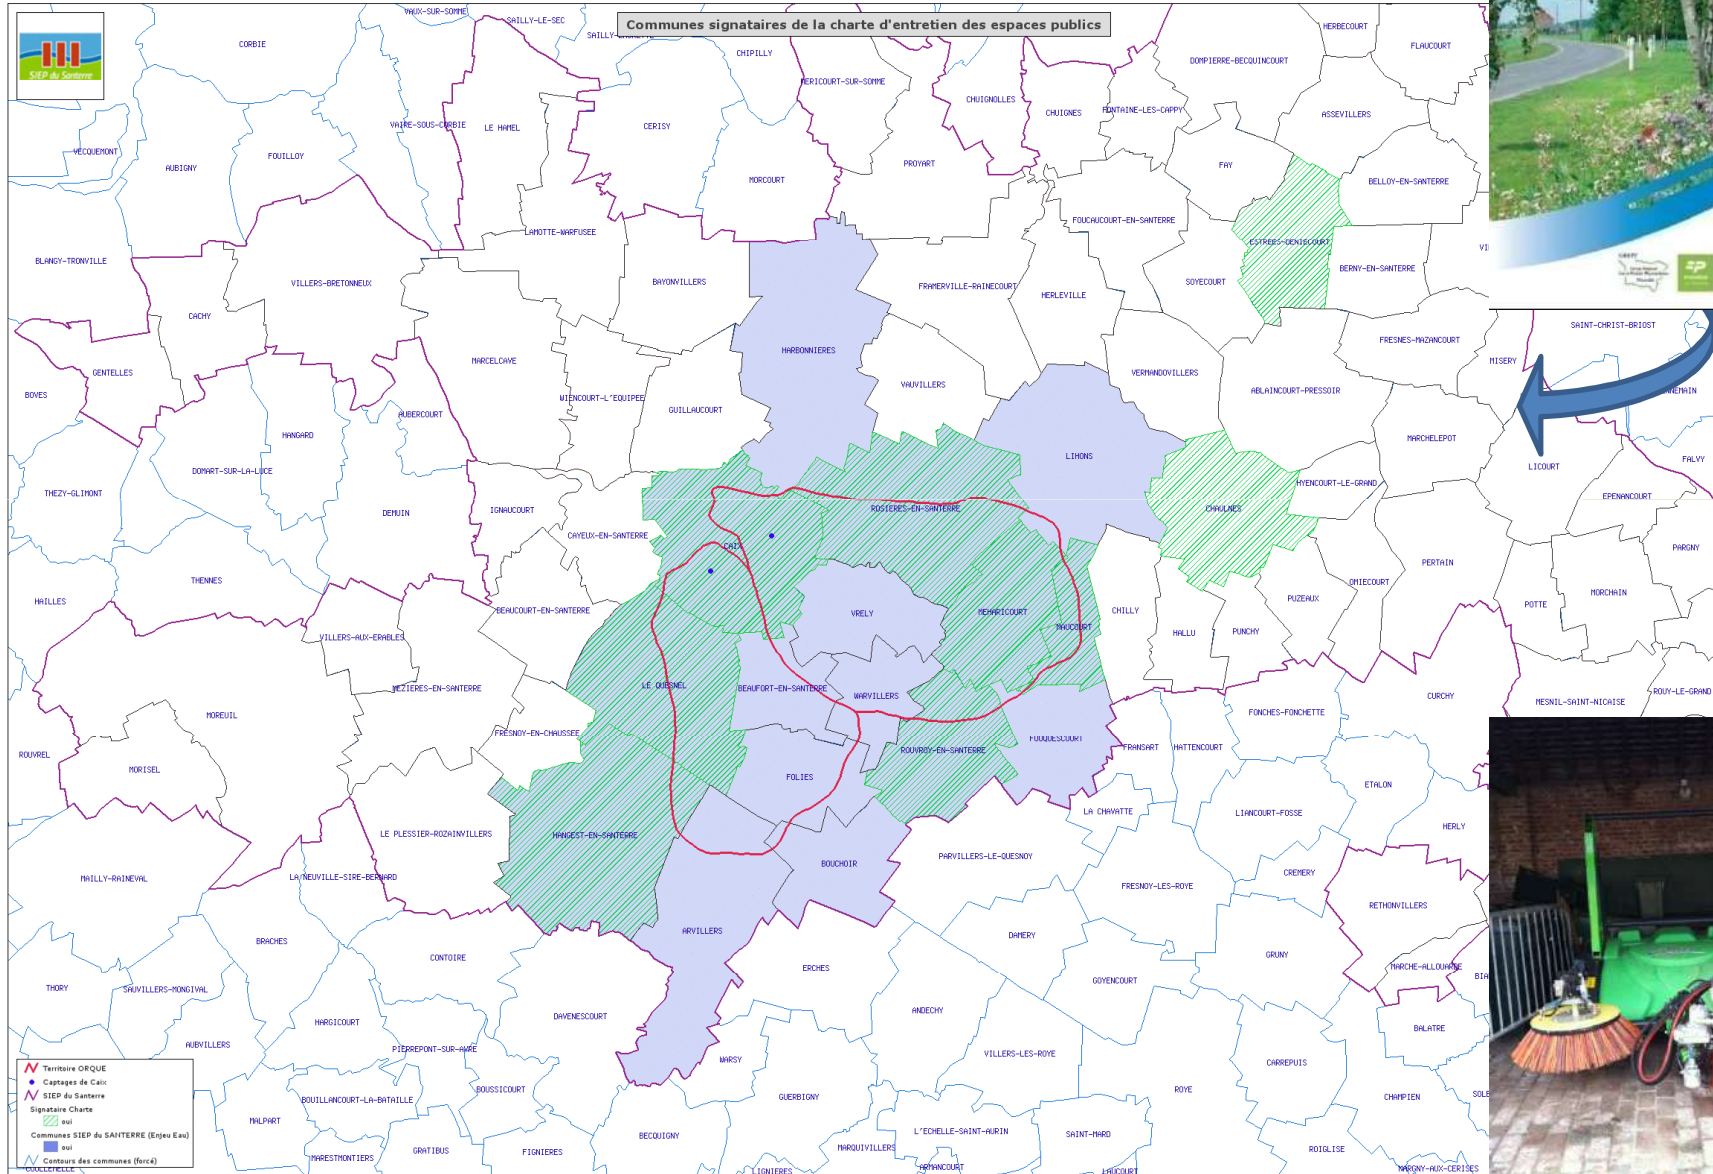 Communes signataires de la charte d'entretien des espaces publics
SIEP du Santerre
VAUX-SUR-SOMME
SAILLY-LE-SEC
CORBIE
CHIPILLY
HERBECOURT
FLAUCOURT
DOMPIERRE-BECQUINCOURT
MERICOURT-SUR-SOMME
CHUIGNOLLES
CHUIGNES
FONTAINE-LES-CAPPY
ASSEVILLERS
VAIRE-SOUS-CORBIE
LE HAMEL
CERISY
VECQUEMONT
FOUILLOY
AUBIGNY
PROYART
FAY
MORCOURT
BELLOY-EN-SANTERRE
FOUCAUCOURT-EN-SANTERRE
LAMOTTE-WARFUSEE
ESTREES-DENIECOURT
BLANGY-TRONVILLE
BERNY-EN-SANTERRE
VILLERS-BRETONNEUX
BAYONVILLERS
FRAMERVILLE-RAINECOURT
SOYECOURT
HERLEVILLE
CACHY
SAINT-CHRIST-BRIOST
FRESNES-MAZANCOURT
HARBONNIERES
MARCELCAVE
MISERY
GENTELLES
VERMANDOVILLERS
VAUVILLERS
ABLAINCOURT-PRESSOIR
BOVES
WIENCOURT-L'EQUIPEE
GUILLAUCOURT
AUBERCOURT
HANGARD
MARCHELEPOT
LIHONS
FALVY
LICOURT
DOMART-SUR-LA-LUCE
HYENCOURT-LE-GRAND
THEZY-GLIMONT
EPENANCOURT
IGNAUCOURT
ROSIERES-EN-SANTERRE
CHAULNES
DEMUIN
CAYEUX-EN-SANTERRE
CAIX
PARGNY
PERTAIN
THENNES
OMIECOURT
MORCHAIN
PUZEAUX
HAILLES
POTTE
BEAUCOURT-EN-SANTERRE
VRELY
MEHARICOURT
CHILLY
MAUCOURT
HALLU
PUNCHY
VILLERS-AUX-ERABLES
LE QUESNEL
BEAUFORT-EN-SANTERRE
WARVILLERS
MEZIERES-EN-SANTERRE
CURCHY
ROUY-LE-GRAND
MESNIL-SAINT-NICAISE
MOREUIL
FONCHES-FONCHETTE
FRESNOY-EN-CHAUSSEE
FOUQUESCOURT
FRANSART
HATTENCOURT
ROUVREL
ROUVROY-EN-SANTERRE
MORISEL
FOLIES
ETALON
LA CHAVATTE
LIANCOURT-FOSSE
LE PLESSIER-ROZAINVILLERS
HANGEST-EN-SANTERRE
HERLY
PARVILLERS-LE-QUESNOY
BOUCHOIR
CREMERY
MAILLY-RAINEVAL
LA NEUVILLE-SIRE-BERNARD
FRESNOY-LES-ROYE
RETHONVILLERS
ARVILLERS
DAMERY
BRACHES
CONTOIRE
GRUNY
ERCHES
MARCHE-ALLOUARDE
GOYENCOURT
THORY
SAUVILLERS-MONGIVAL
ANDECHY
DAVENESCOURT
HARGICOURT
BALATRE
AUBVILLERS
PIERREPONT-SUR-AVRE
VILLERS-LES-ROYE
WARSY
CARREPUIS
BOUSSICOURT
ROYE
GUERBIGNY
BOUILLANCOURT-LA-BATAILLE
CHAMPIEN
MALPART
L'ECHELLE-SAINT-AURIN
SAINT-MARD
BECQUIGNY
MARQUIVILLERS
GRATIBUS
FIGNIERES
ROIGLISE
MARESTMONTIERS
ARMANCOURT
LIGNIERES
LAUCOURT
MARGNY-AUX-CERISES
Territoire ORQUE
Captages de Caix
SIEP du Santerre
Signataire Charte
oui
Communes SIEP du SANTERRE (Enjeu Eau)
oui
Contours des communes (forcé)